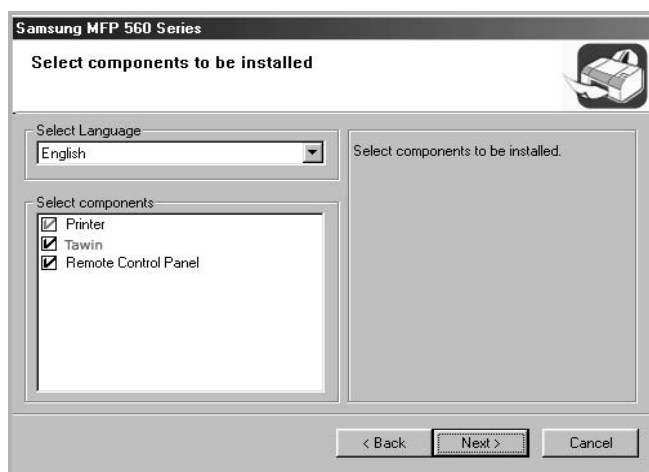 Samsung MFP 560 Series
Select components to be installed
Select Language
English
Select components to be installed.
Select components
Printer
Tawin
Remote Control Panel
< Back
Next >
Cancel